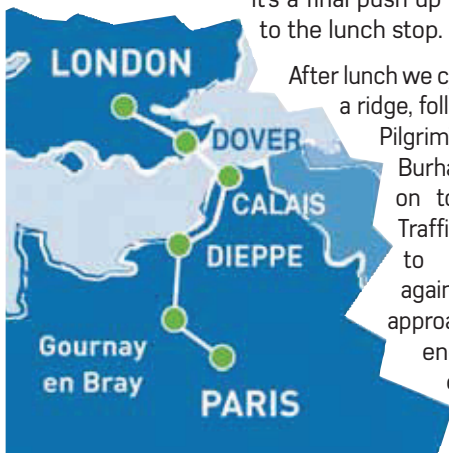 It's a final push up
to the lunch stop.
After lunch we c
a ridge, foll
Pilgrim
Burha
on to
Traffi
to
again
approa
en
LONDON
DOVER
CALAIS
DIEPPE
Gournay
en Bray
PARIS